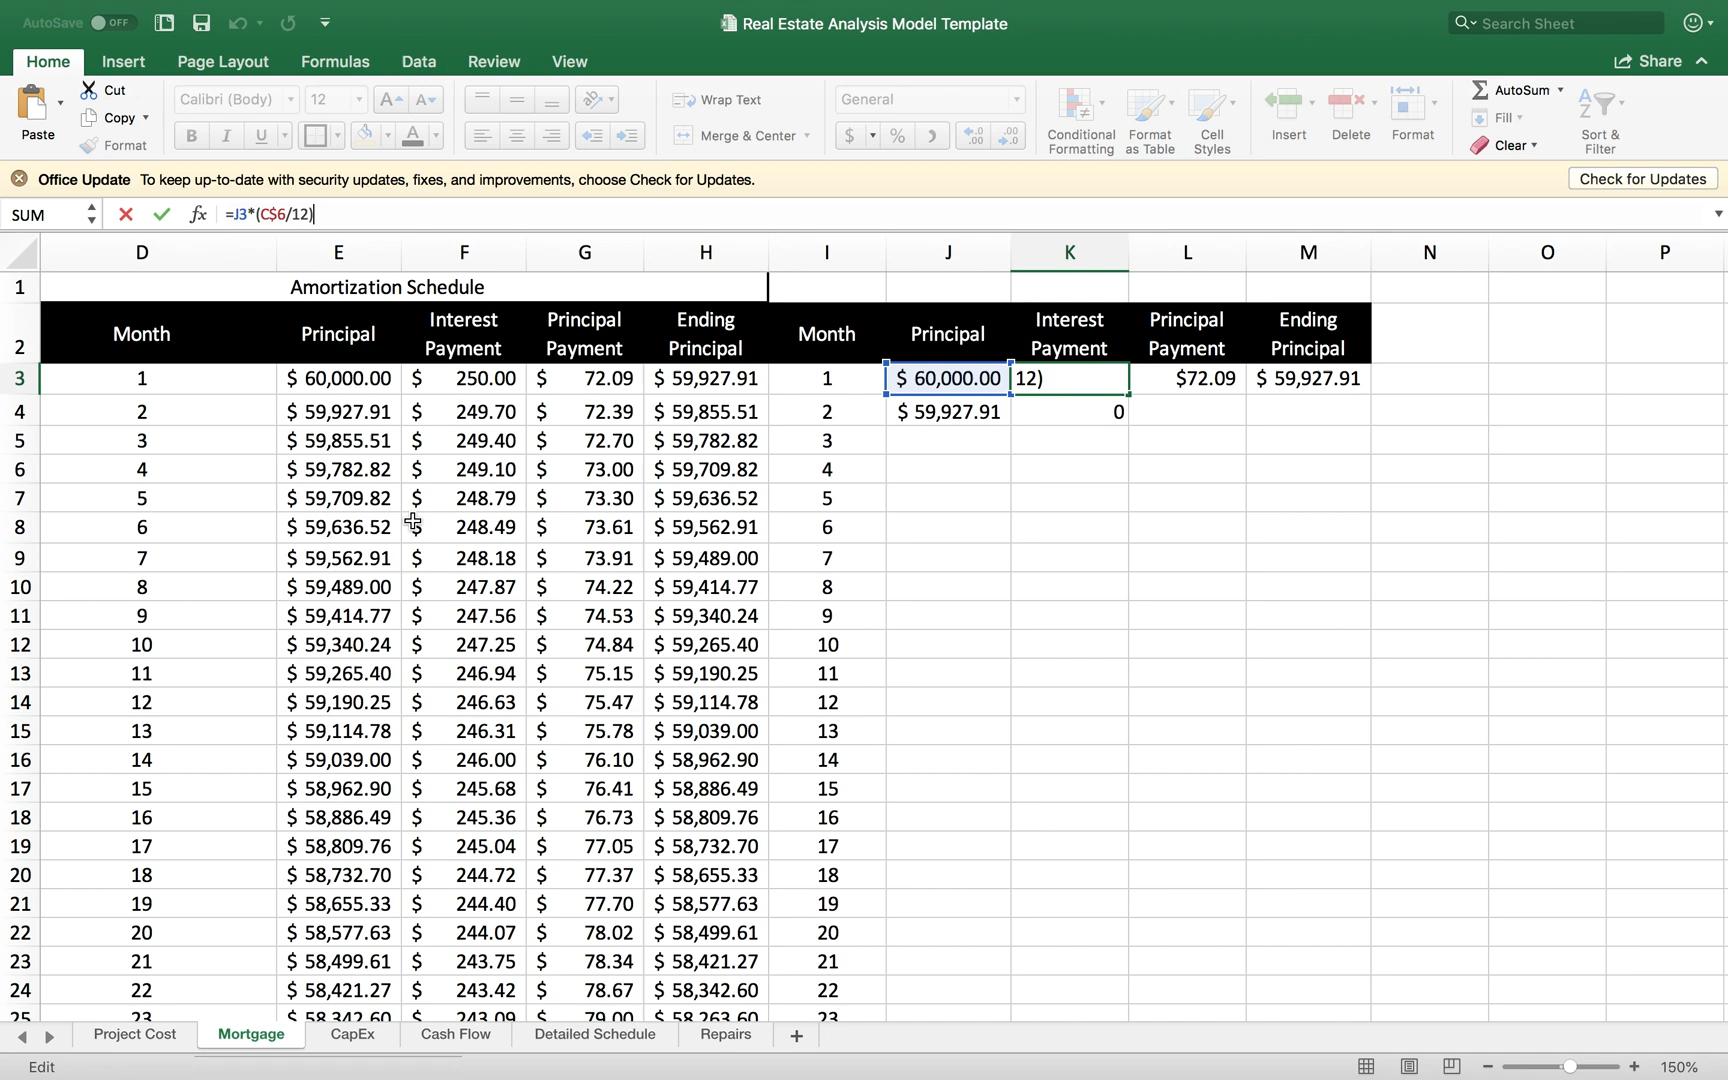 AutoSave OFF
Real Estate Analysis Model Template
Search Sheet
Home Insert Page Layout Formulas Data Review View
Share
Paste
Cut
Copy
Format
Calibri (Body) 12
A A
B I U A
Wrap Text
Merge & Center
General
$ %
Conditional Formatting
Format as Table
Cell Styles
Insert Delete Format
AutoSum
Fill
Clear
Sort & Filter
Office Update To keep up-to-date with security updates, fixes, and improvements, choose Check for Updates.
Check for Updates
SUM fx =J3*(C$6/12)
D E F G H I J K L M N O P
1 Amortization Schedule
2 Month Principal Interest Payment Principal Payment Ending Principal Month Principal Interest Payment Principal Payment Ending Principal
3 1 $ 60,000.00 $ 250.00 $ 72.09 $ 59,927.91 1 $ 60,000.00 12) $72.09 $ 59,927.91
4 2 $ 59,927.91 $ 249.70 $ 72.39 $ 59,855.51 2 $ 59,927.91 0
5 3 $ 59,855.51 $ 249.40 $ 72.70 $ 59,782.82 3
6 4 $ 59,782.82 $ 249.10 $ 73.00 $ 59,709.82 4
7 5 $ 59,709.82 $ 248.79 $ 73.30 $ 59,636.52 5
8 6 $ 59,636.52 $ 248.49 $ 73.61 $ 59,562.91 6
9 7 $ 59,562.91 $ 248.18 $ 73.91 $ 59,489.00 7
10 8 $ 59,489.00 $ 247.87 $ 74.22 $ 59,414.77 8
11 9 $ 59,414.77 $ 247.56 $ 74.53 $ 59,340.24 9
12 10 $ 59,340.24 $ 247.25 $ 74.84 $ 59,265.40 10
13 11 $ 59,265.40 $ 246.94 $ 75.15 $ 59,190.25 11
14 12 $ 59,190.25 $ 246.63 $ 75.47 $ 59,114.78 12
15 13 $ 59,114.78 $ 246.31 $ 75.78 $ 59,039.00 13
16 14 $ 59,039.00 $ 246.00 $ 76.10 $ 58,962.90 14
17 15 $ 58,962.90 $ 245.68 $ 76.41 $ 58,886.49 15
18 16 $ 58,886.49 $ 245.36 $ 76.73 $ 58,809.76 16
19 17 $ 58,809.76 $ 245.04 $ 77.05 $ 58,732.70 17
20 18 $ 58,732.70 $ 244.72 $ 77.37 $ 58,655.33 18
21 19 $ 58,655.33 $ 244.40 $ 77.70 $ 58,577.63 19
22 20 $ 58,577.63 $ 244.07 $ 78.02 $ 58,499.61 20
23 21 $ 58,499.61 $ 243.75 $ 78.34 $ 58,421.27 21
24 22 $ 58,421.27 $ 243.42 $ 78.67 $ 58,342.60 22
25 23 $ 58,342.60 $ 243.09 $ 79.00 $ 58,263.60 23
Project Cost Mortgage CapEx Cash Flow Detailed Schedule Repairs +
Edit
150%